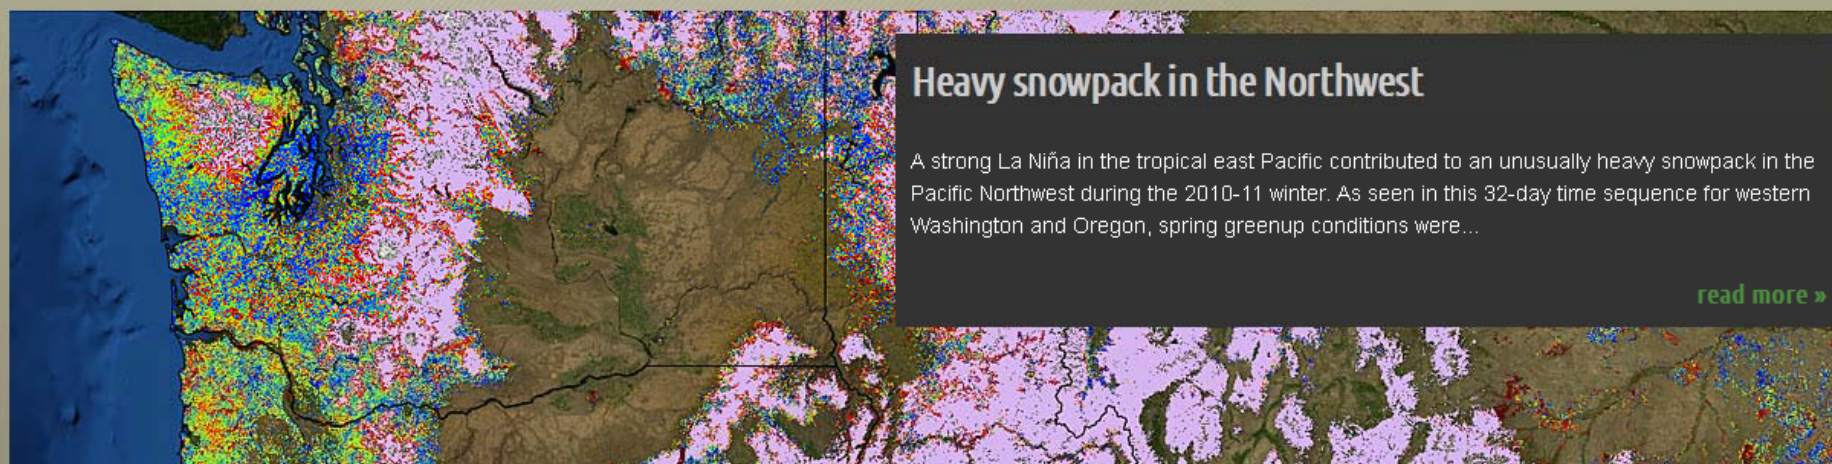 Heavy snowpack in the Northwest
A strong La Niña in the tropical east Pacific contributed to an unusually heavy snowpack in the
Pacific Northwest during the 2010-11 winter. As seen in this 32-day time sequence for western
Washington and Oregon, spring greenup conditions were...
read more »